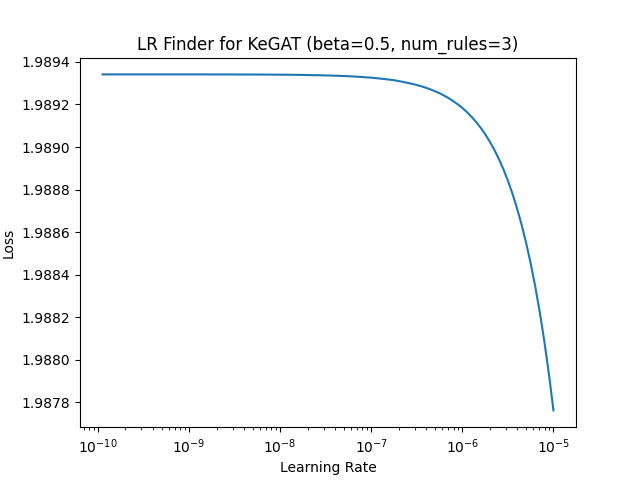 LR Finder for KeGAT (beta=0.5, num_rules=3)
1.9894
1.9892
1.9890
1.9888
1.9886
1.9884
1.9882
1.9880
1.9878
Loss
10⁻¹⁰ 10⁻⁹ 10⁻⁸ 10⁻⁷ 10⁻⁶ 10⁻⁵
Learning Rate